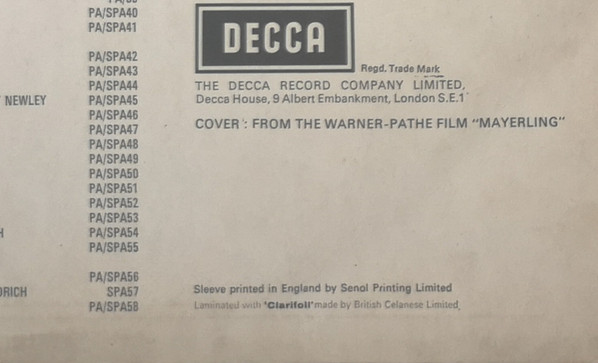 PA/SPA40
PA/SPA41
PA/SPA42
PA/SPA43
PA/SPA44
NEWLEY PA/SPA45
PA/SPA46
PA/SPA47
PA/SPA48
PA/SPA49
PA/SPA50
PA/SPA51
PA/SPA52
PA/SPA53
H PA/SPA54
PA/SPA55
PA/SPA56
DRICH SPA57
PA/SPA58
DECCA
Regd. Trade Mark
THE DECCA RECORD COMPANY LIMITED,
Decca House, 9 Albert Embankment, London S.E.1
COVER : FROM THE WARNER-PATHE FILM “MAYERLING”
Sleeve printed in England by Senol Printing Limited
Laminated with "Clarifoil" made by British Celanese Limited.